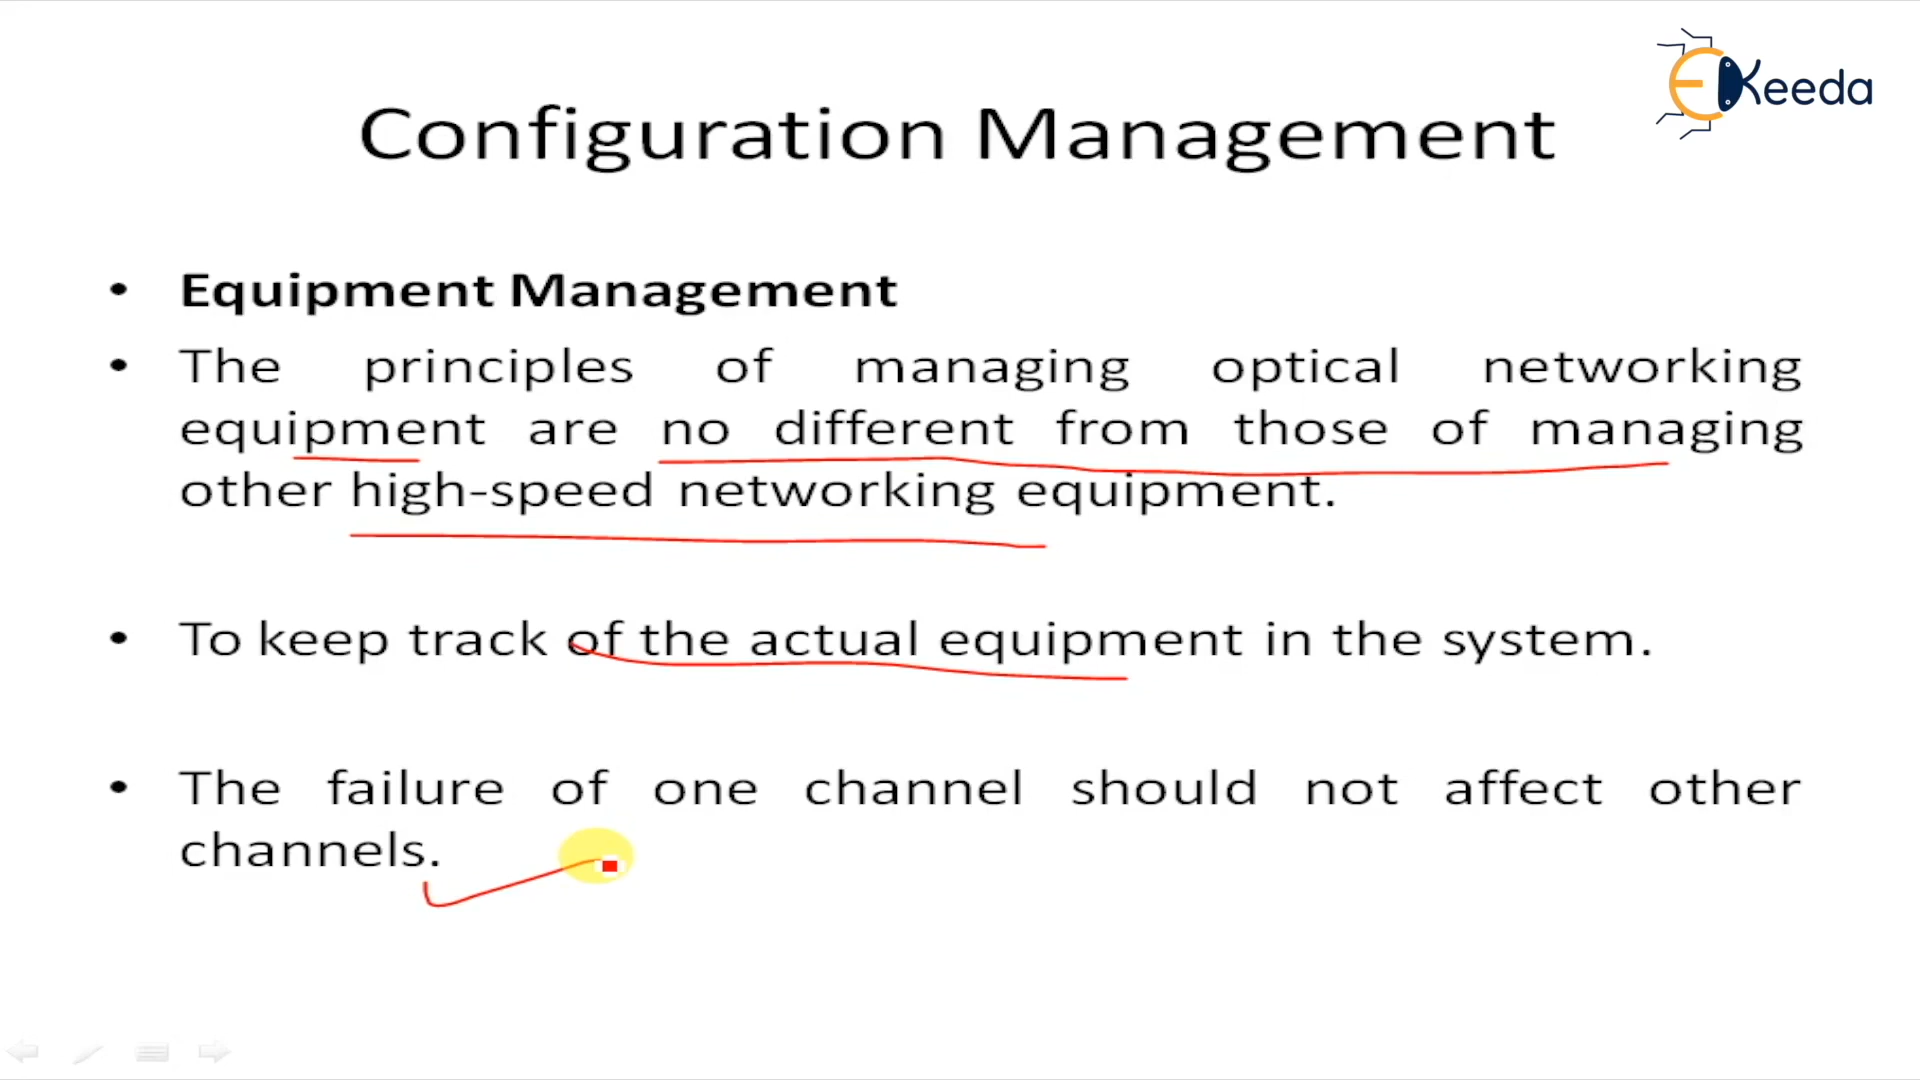 EKeeda
Configuration Management
• Equipment Management
• The principles of managing optical networking
equipment are no different from those of managing
other high-speed networking equipment.
• To keep track of the actual equipment in the system.
• The failure of one channel should not affect other
channels.